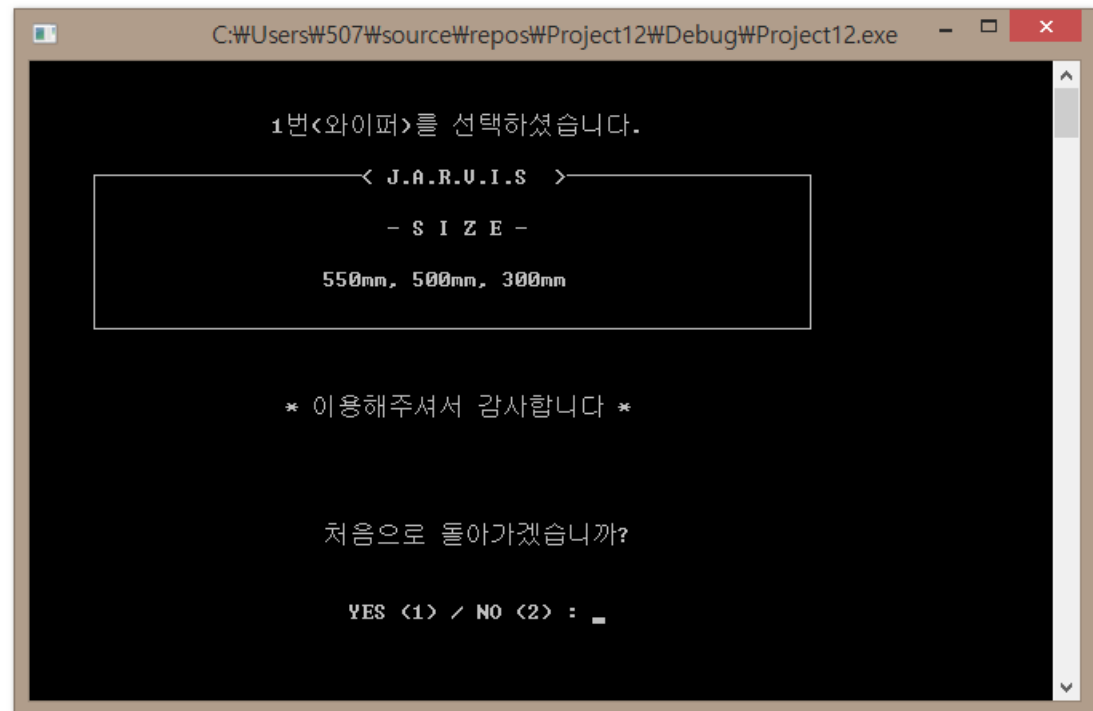 C:₩Users₩507₩source₩repos₩Project12₩Debug₩Project12.exe
1번<와이퍼>를 선택하셨습니다.
< J.A.R.V.I.S >
- S I Z E -
550mm, 500mm, 300mm
* 이용해주셔서 감사합니다 *
처음으로 돌아가겠습니까?
YES (1) / NO (2) : _